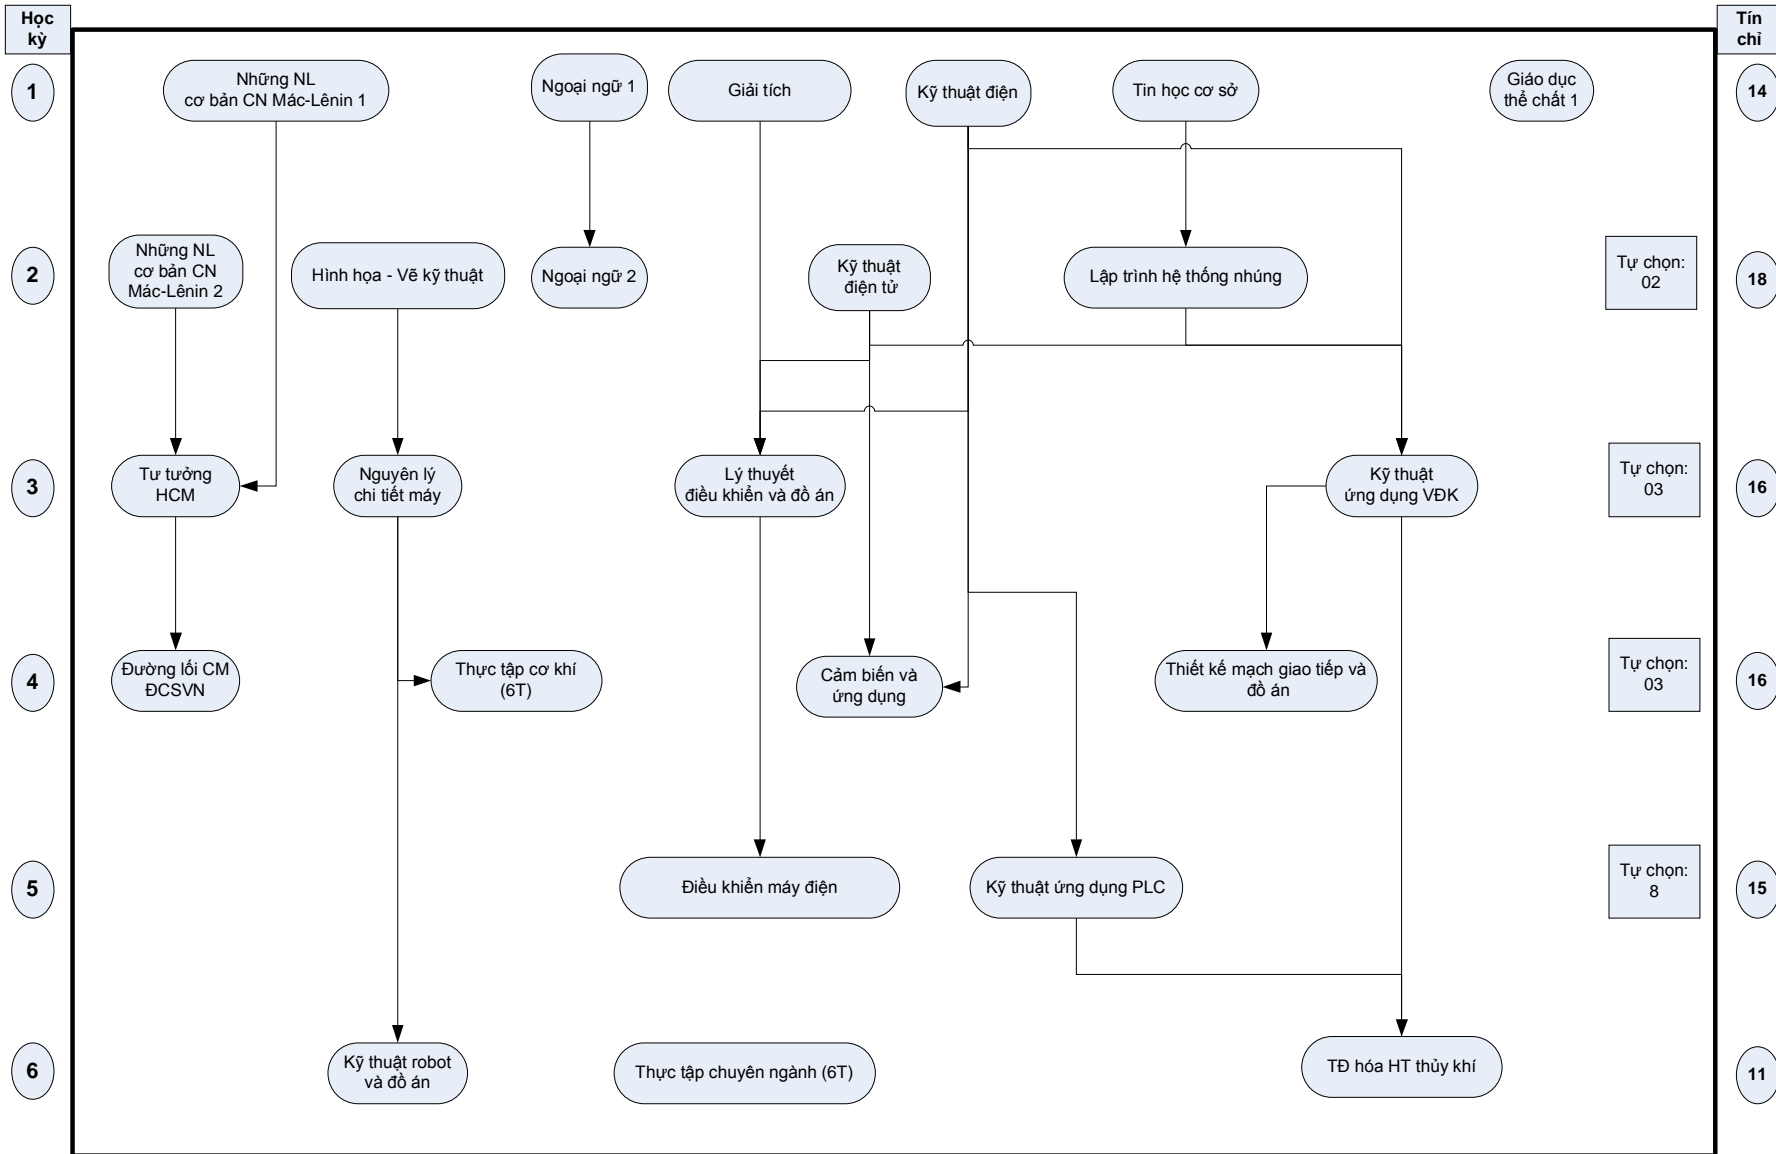 Học
kỳ
Tín
chỉ
1
Những NL
cơ bản CN Mác-Lênin 1
Ngoại ngữ 1
Giải tích
Kỹ thuật điện
Tin học cơ sở
Giáo dục
thể chất 1
14
2
Những NL
cơ bản CN
Mác-Lênin 2
Hình họa - Vẽ kỹ thuật
Ngoại ngữ 2
Kỹ thuật
điện tử
Lập trình hệ thống nhúng
Tự chọn:
02
18
3
Tư tưởng
HCM
Nguyên lý
chi tiết máy
Lý thuyết
điều khiển và đồ án
Kỹ thuật
ứng dụng VĐK
Tự chọn:
03
16
4
Đường lối CM
ĐCSVN
Thực tập cơ khí
(6T)
Cảm biến và
ứng dụng
Thiết kế mạch giao tiếp và
đồ án
Tự chọn:
03
16
5
Điều khiển máy điện
Kỹ thuật ứng dụng PLC
Tự chọn:
8
15
6
Kỹ thuật robot
và đồ án
Thực tập chuyên ngành (6T)
TĐ hóa HT thủy khí
11